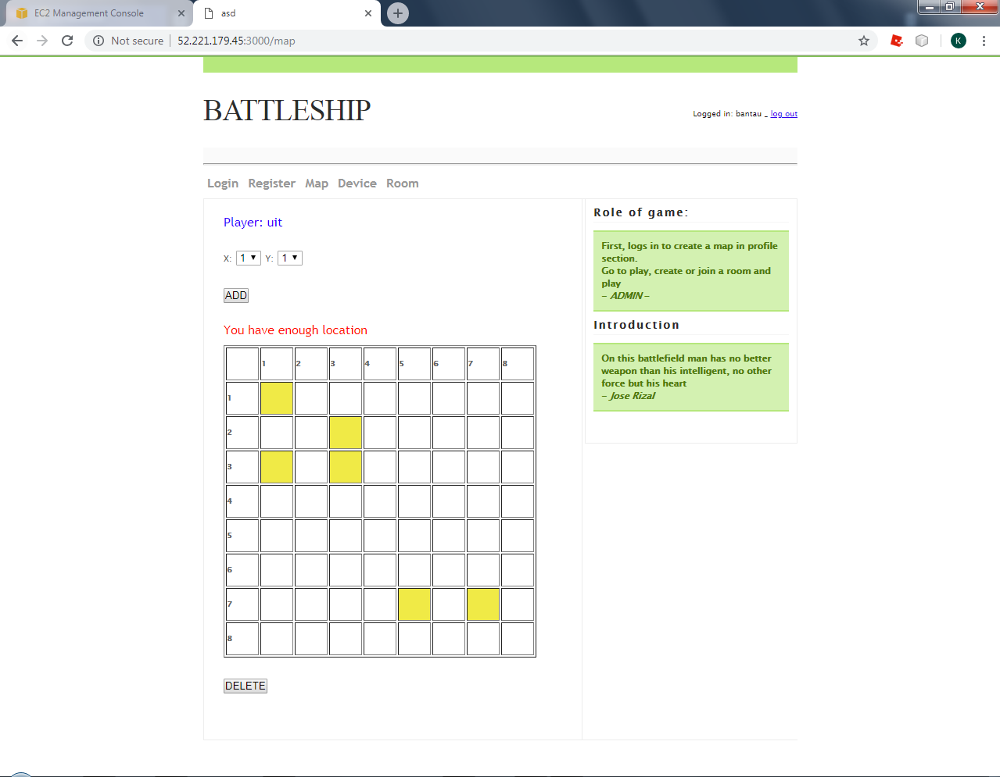 EC2 Management Console
asd
Not secure
52.221.179.45:3000/map
K
BATTLESHIP
Logged in: bantau _ log out
Login Register Map Device Room
Player: uit
X: 1 Y: 1
ADD
You have enough location
1 2 3 4 5 6 7 8
1
2
3
4
5
6
7
8
DELETE
Role of game:
First, logs in to create a map in profile
section.
Go to play, create or join a room and
play
– ADMIN –
Introduction
On this battlefield man has no better
weapon than his intelligent, no other
force but his heart
– Jose Rizal